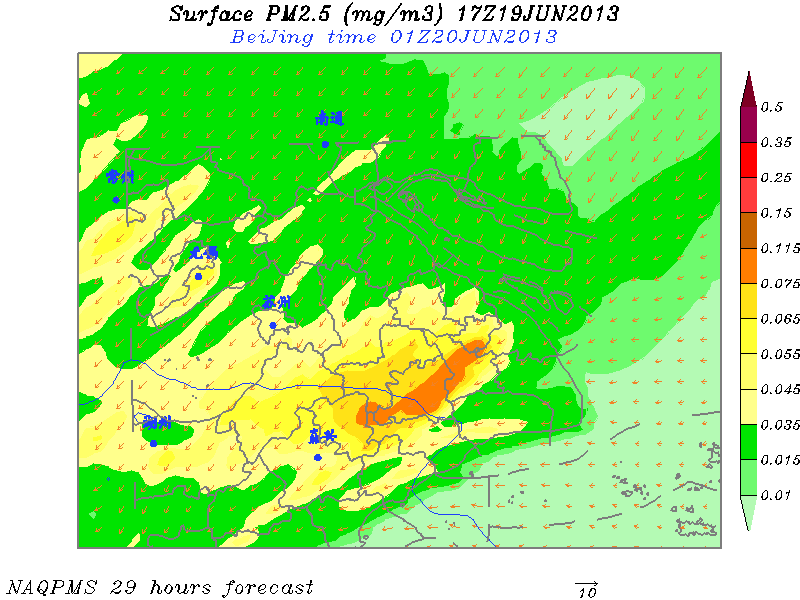 Surface PM2.5 (mg/m3) 17Z19JUN2013
BeiJing time 01Z20JUN2013
南通
常州
无锡
苏州
湖州
嘉兴
0.5
0.35
0.25
0.15
0.115
0.075
0.065
0.055
0.045
0.035
0.015
0.01
NAQPMS 29 hours forecast
10